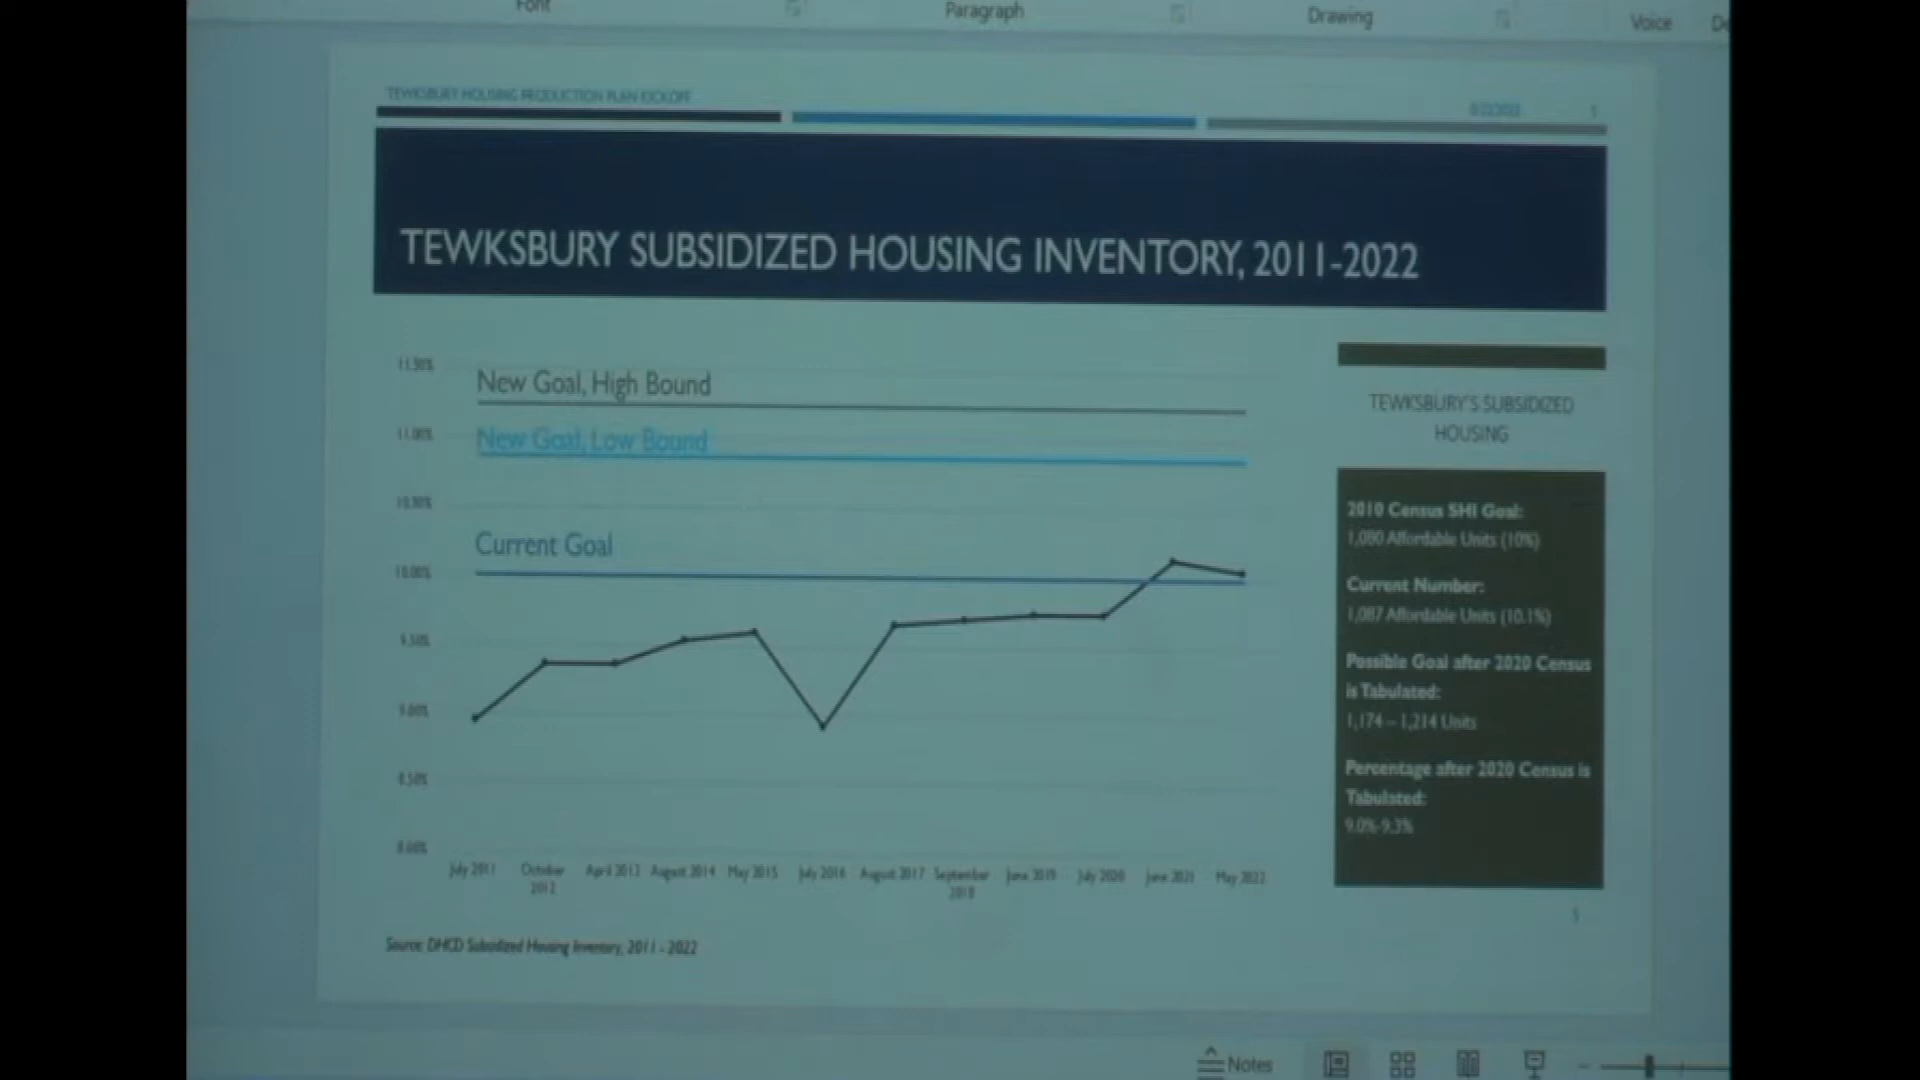 Font
Paragraph
Drawing
Voice
TEWKSBURY HOUSING PRODUCTION PLAN KICKOFF
TEWKSBURY SUBSIDIZED HOUSING INVENTORY, 2011-2022
11.50%
New Goal, High Bound
11.00%
New Goal, Low Bound
10.50%
Current Goal
10.00%
9.50%
9.00%
8.50%
8.00%
July 2011
October 2012
April 2013
August 2014
May 2015
July 2016
August 2017
September 2018
June 2019
July 2020
June 2021
May 2022
Source: DHCD Subsidized Housing Inventory, 2011 - 2022
TEWKSBURY'S SUBSIDIZED
HOUSING
2010 Census SHI Goal:
1,080 Affordable Units (10%)
Current Number:
1,087 Affordable Units (10.1%)
Possible Goal after 2020 Census
is Tabulated:
1,174 – 1,214 Units
Percentage after 2020 Census is
Tabulated:
9.0%-9.3%
5
Notes